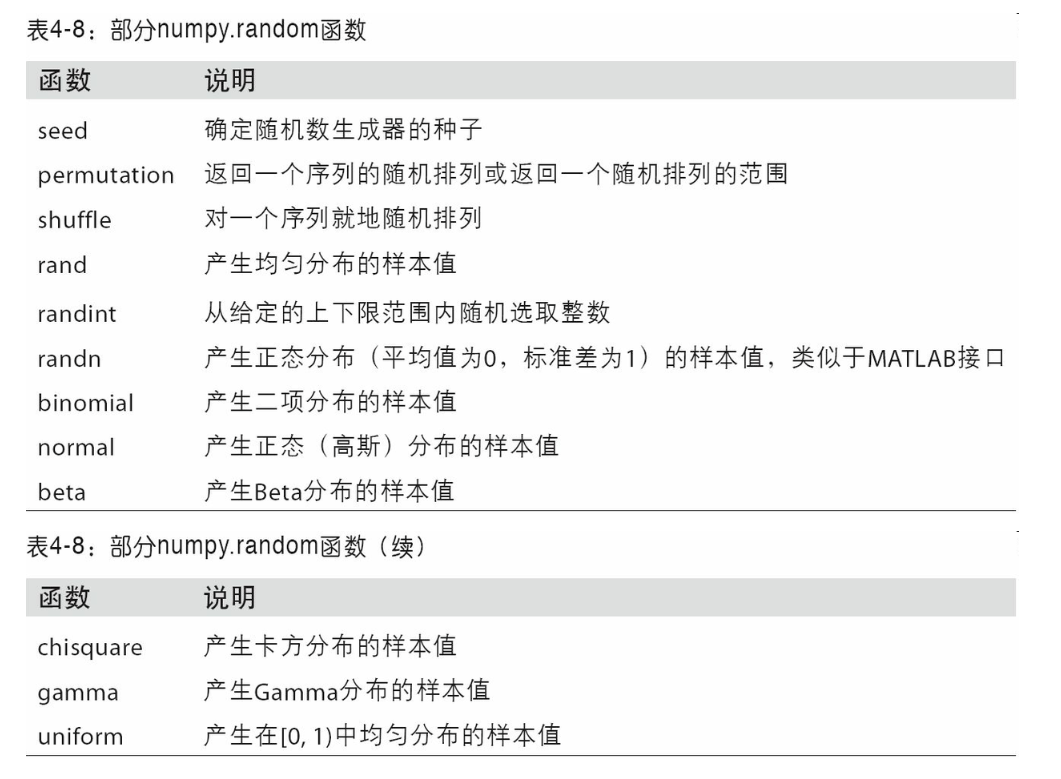 表4-8：部分numpy.random函数
函数 说明
seed 确定随机数生成器的种子
permutation 返回一个序列的随机排列或返回一个随机排列的范围
shuffle 对一个序列就地随机排列
rand 产生均匀分布的样本值
randint 从给定的上下限范围内随机选取整数
randn 产生正态分布（平均值为0，标准差为1）的样本值，类似于MATLAB接口
binomial 产生二项分布的样本值
normal 产生正态（高斯）分布的样本值
beta 产生Beta分布的样本值
表4-8：部分numpy.random函数（续）
函数 说明
chisquare 产生卡方分布的样本值
gamma 产生Gamma分布的样本值
uniform 产生在[0, 1)中均匀分布的样本值